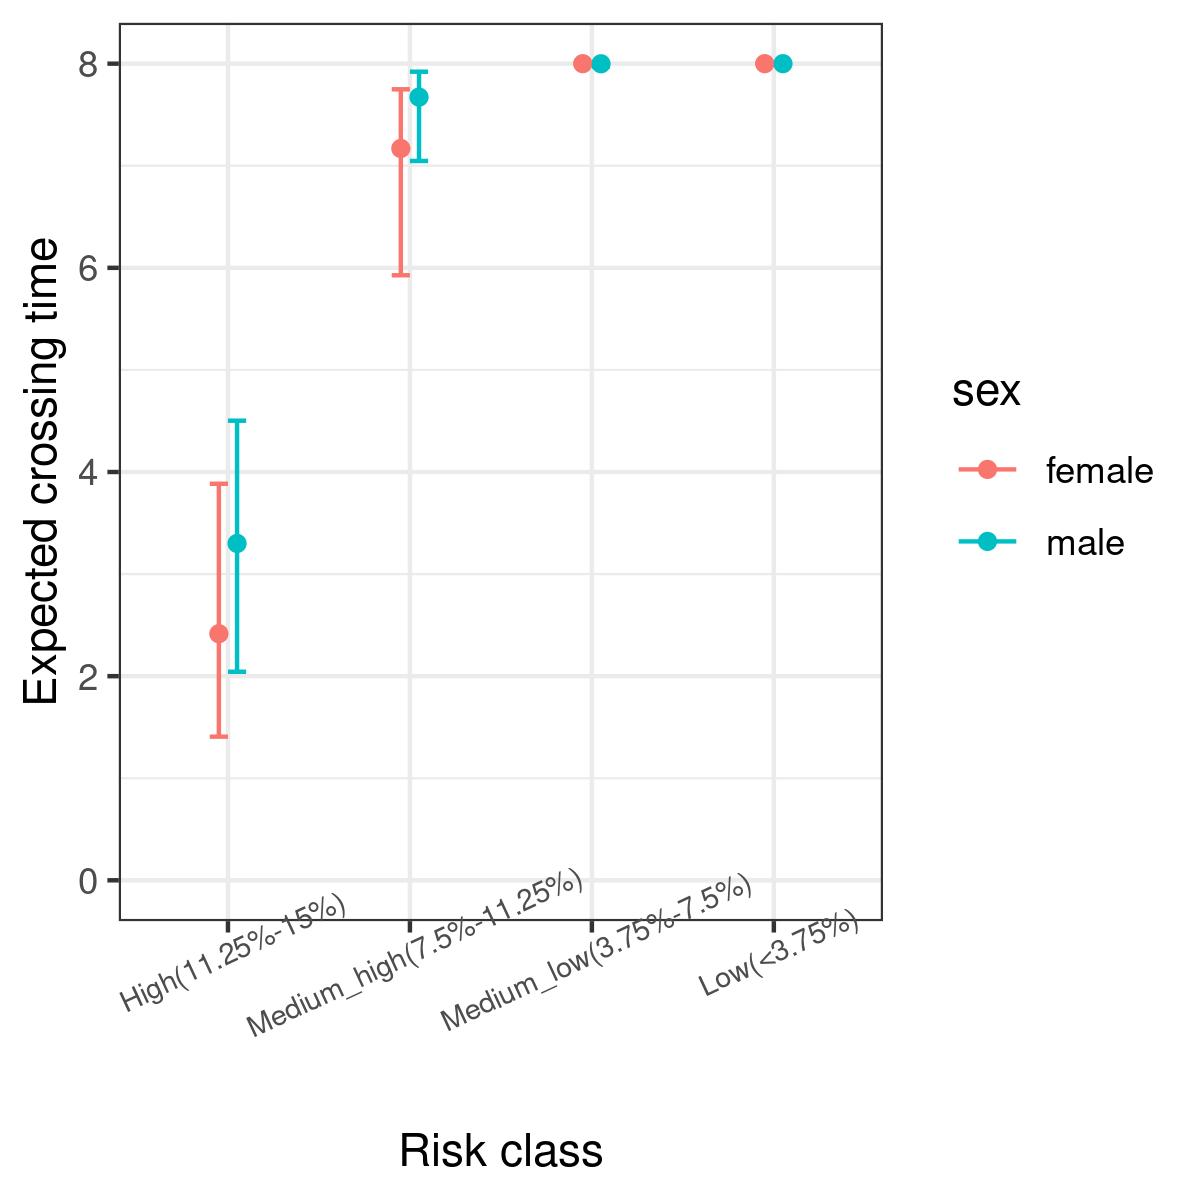 8
6
4
2
0
Expected crossing time
High(11.25%-15%)
Medium_high(7.5%-11.25%)
Medium_low(3.75%-7.5%)
Low(<3.75%)
Risk class
sex
female
male